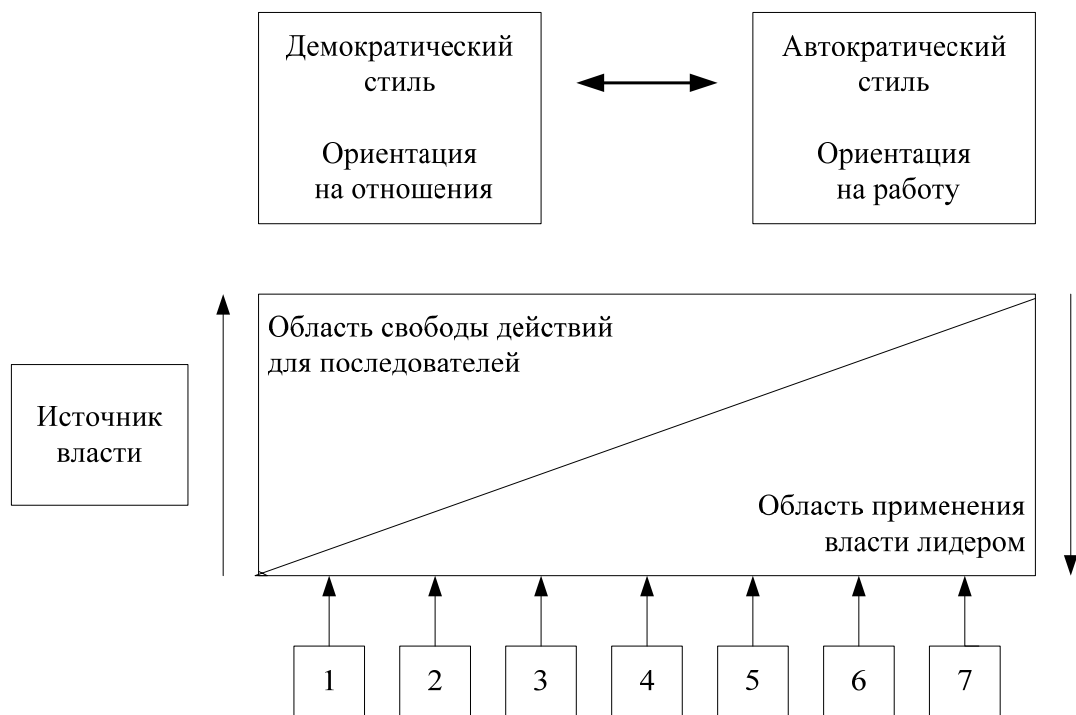 Демократический
стиль
Ориентация
на отношения
Автократический
стиль
Ориентация
на работу
Область свободы действий
для последователей
Источник
власти
Область применения
власти лидером
1
2
3
4
5
6
7